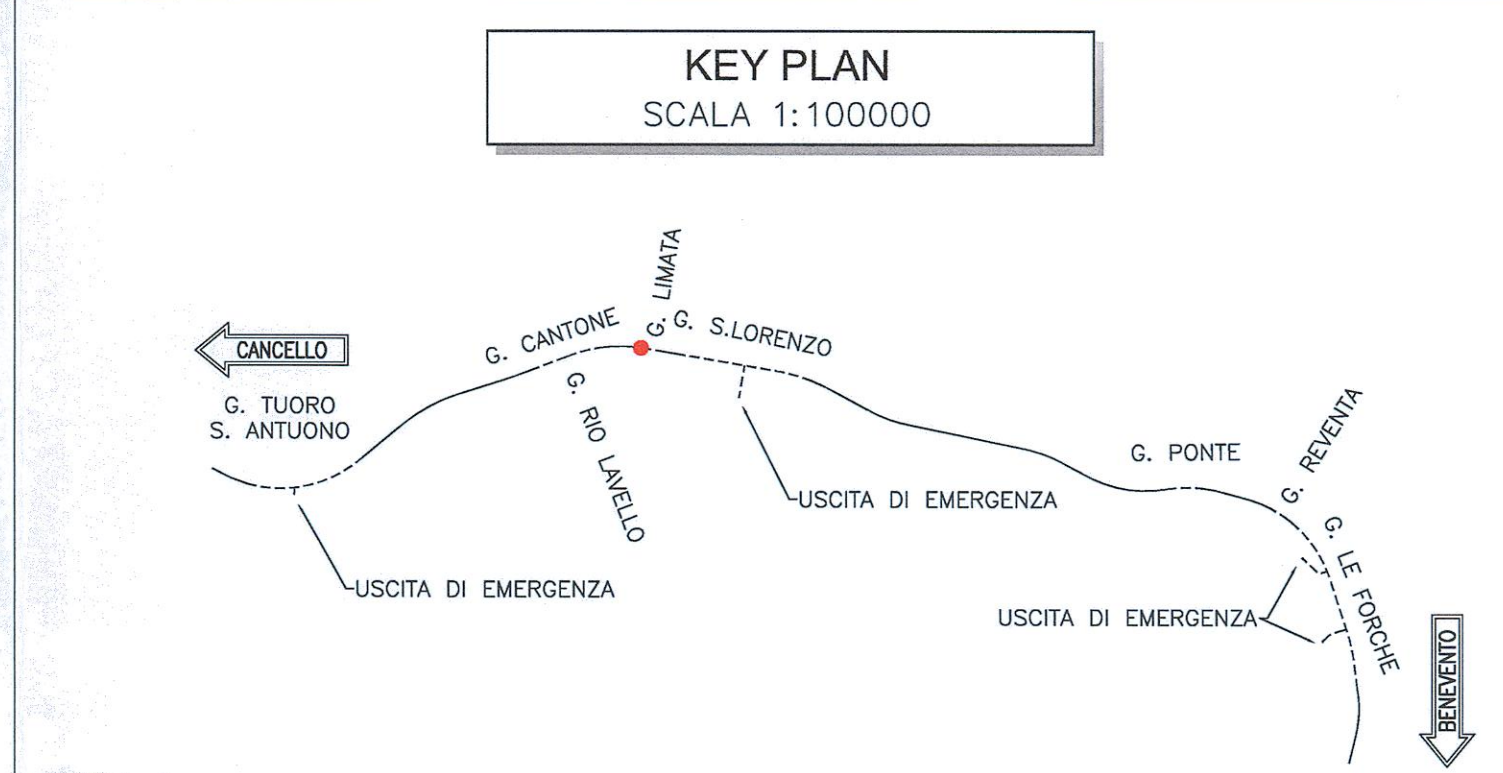 KEY PLAN
SCALA 1:100000
CANCELLO
G. TUORO
S. ANTUONO
G. CANTONE
G. LIMATA
G. S.LORENZO
G. RIO LAVELLO
USCITA DI EMERGENZA
USCITA DI EMERGENZA
G. PONTE
G. REVENTA
G. LE FORCHE
USCITA DI EMERGENZA
BENEVENTO